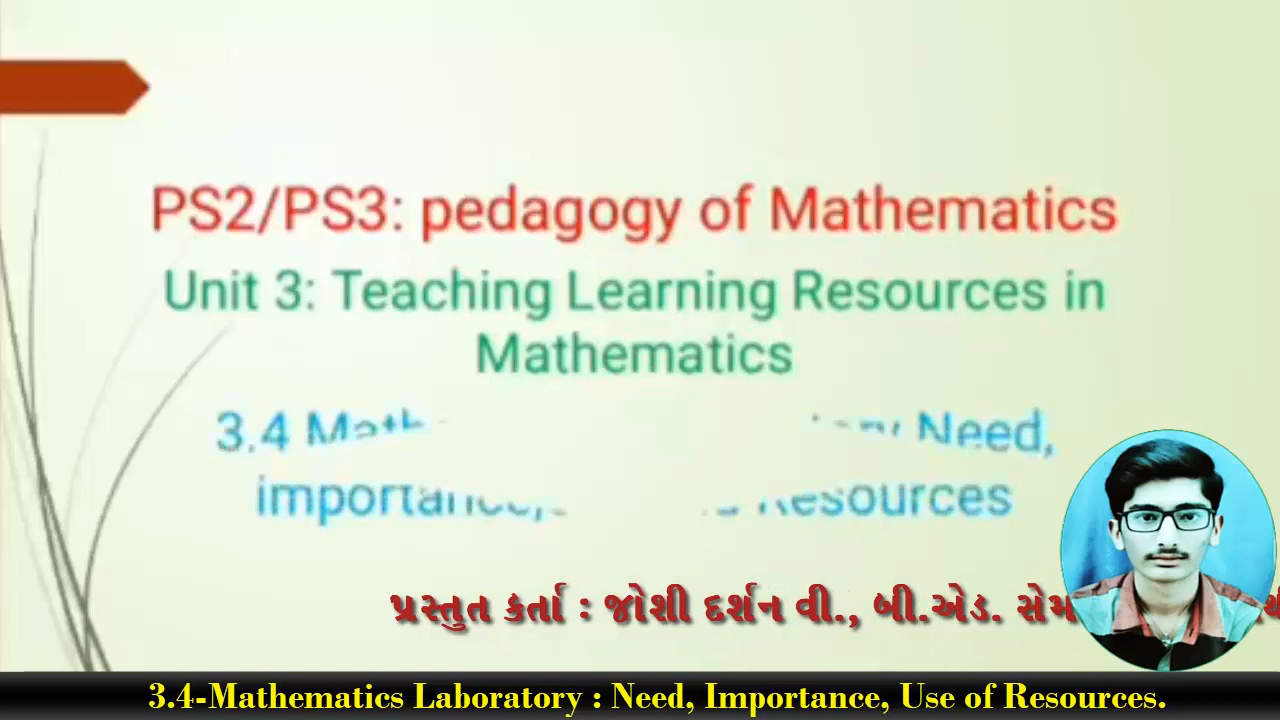 PS2/PS3: pedagogy of Mathematics
Unit 3: Teaching Learning Resources in
Mathematics
3.4 Need,
Resources
પ્રસ્તુત કર્તા : જોશી દર્શન વી., બી.એડ.
3.4-Mathematics Laboratory : Need, Importance, Use of Resources.